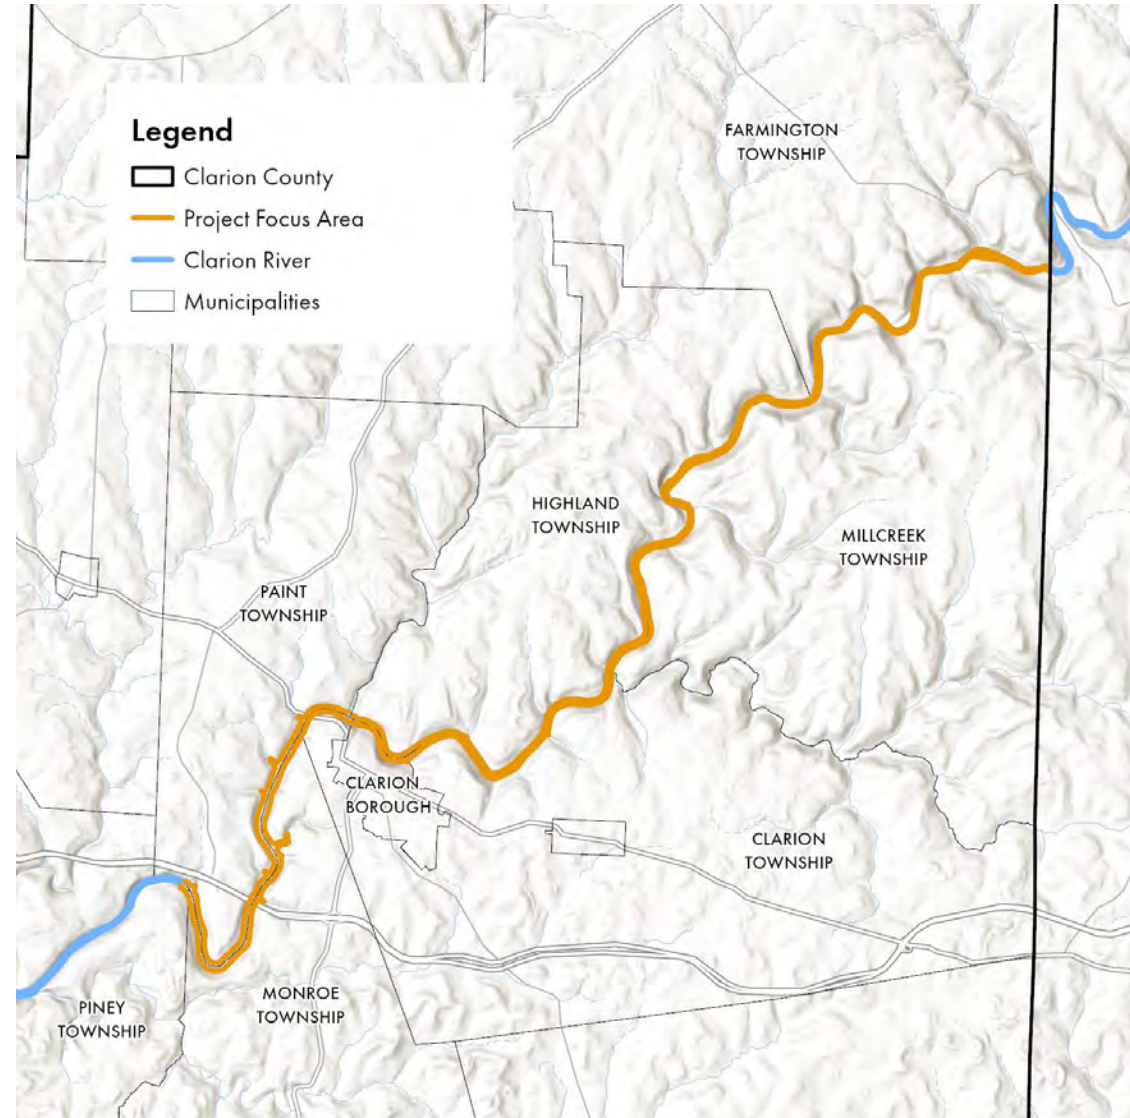 Legend
Clarion County
Project Focus Area
Clarion River
Municipalities
FARMINGTON
TOWNSHIP
HIGHLAND
TOWNSHIP
MILLCREEK
TOWNSHIP
PAINT
TOWNSHIP
CLARION
BOROUGH
CLARION
TOWNSHIP
MONROE
TOWNSHIP
PINEY
TOWNSHIP